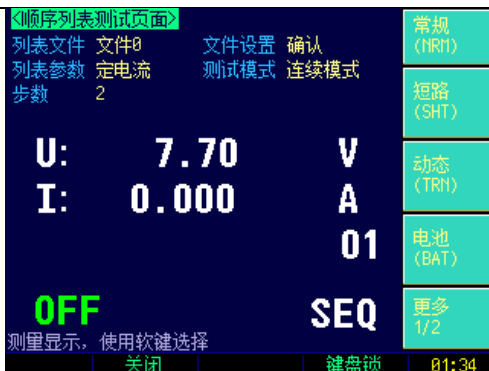 <顺序列表测试页面>
列表文件 文件0 文件设置 确认
列表参数 定电流 测试模式 连续模式
步数 2
U: 7.70 V
I: 0.000 A
01
OFF SEQ
测量显示，使用软键选择
关闭 键盘锁 01:34
常规
(NRM)
短路
(SHT)
动态
(TRN)
电池
(BAT)
更多
1/2